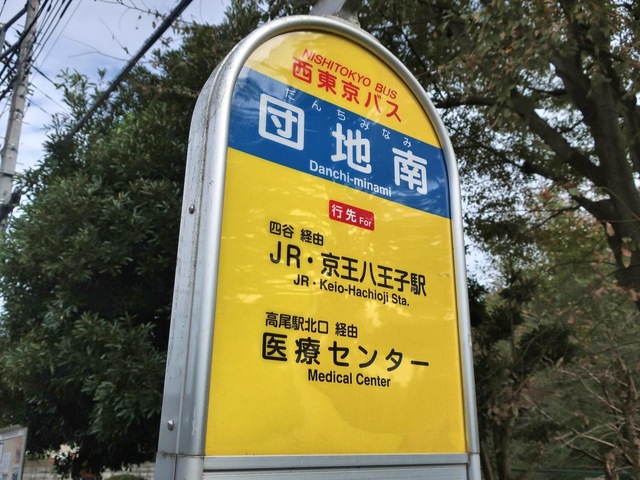 NISHITOKYO BUS
西東京バス
だんちみなみ
団地南
Danchi-minami
行先 For
四谷 経由
JR・京王八王子駅
JR・Keio-Hachioji Sta.
高尾駅北口 経由
医療センター
Medical Center